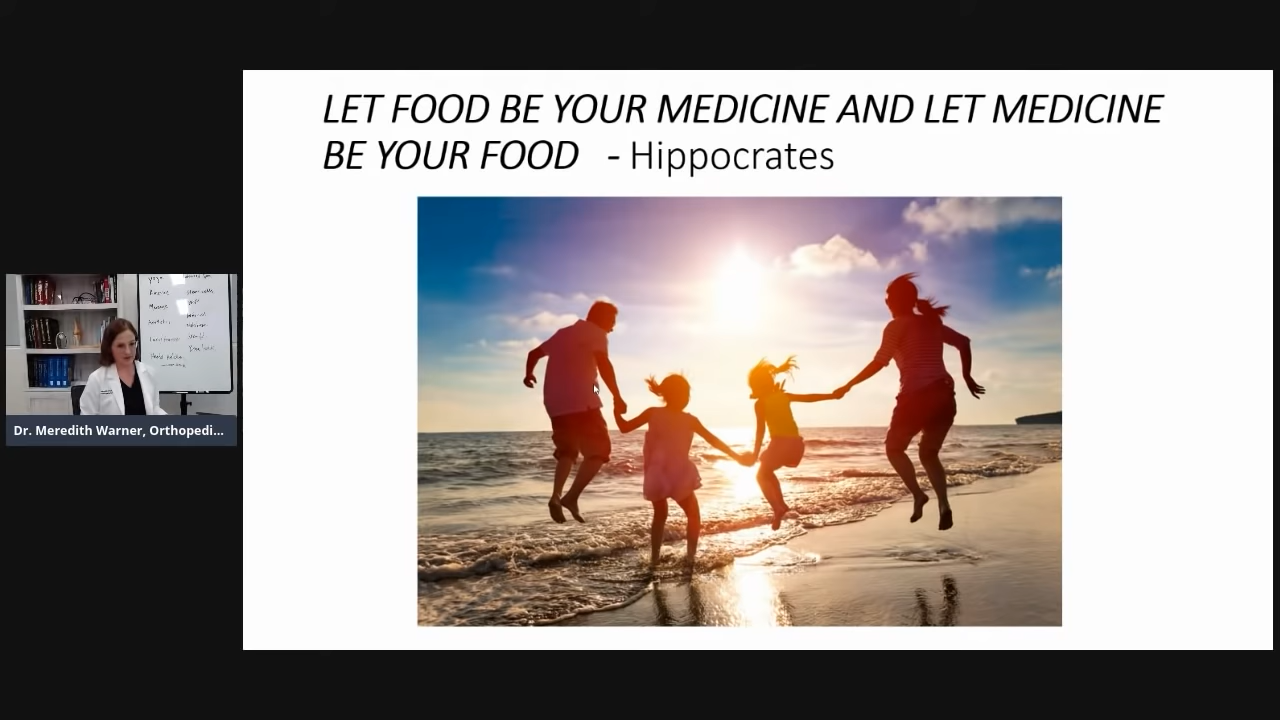 LET FOOD BE YOUR MEDICINE AND LET MEDICINE
BE YOUR FOOD - Hippocrates
Dr. Meredith Warner, Orthopedi...